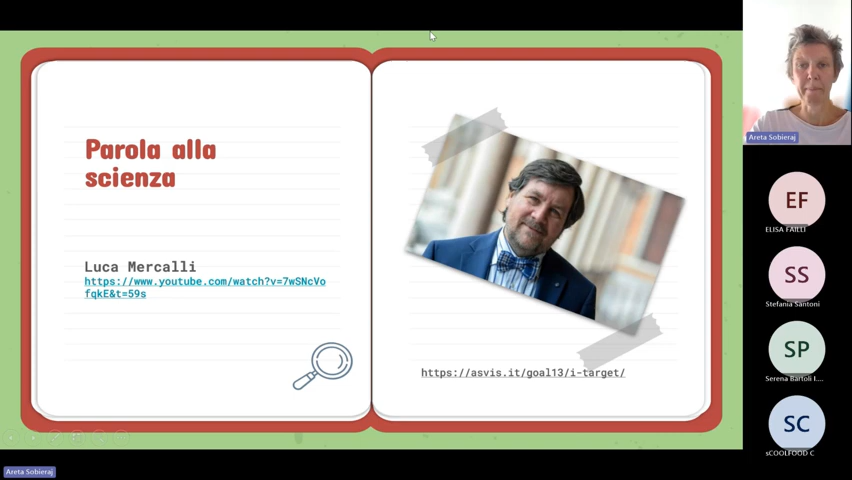 Parola alla
scienza
Luca Mercalli
https://www.youtube.com/watch?v=7wSNcVo
fqkE&t=59s
https://asvis.it/goal13/i-target/
Areta Sobieraj
EF
ELISA FAILLI
SS
Stefania Santoni
SP
Serena Bartoli I....
SC
sCOOLFOOD C
Areta Sobieraj